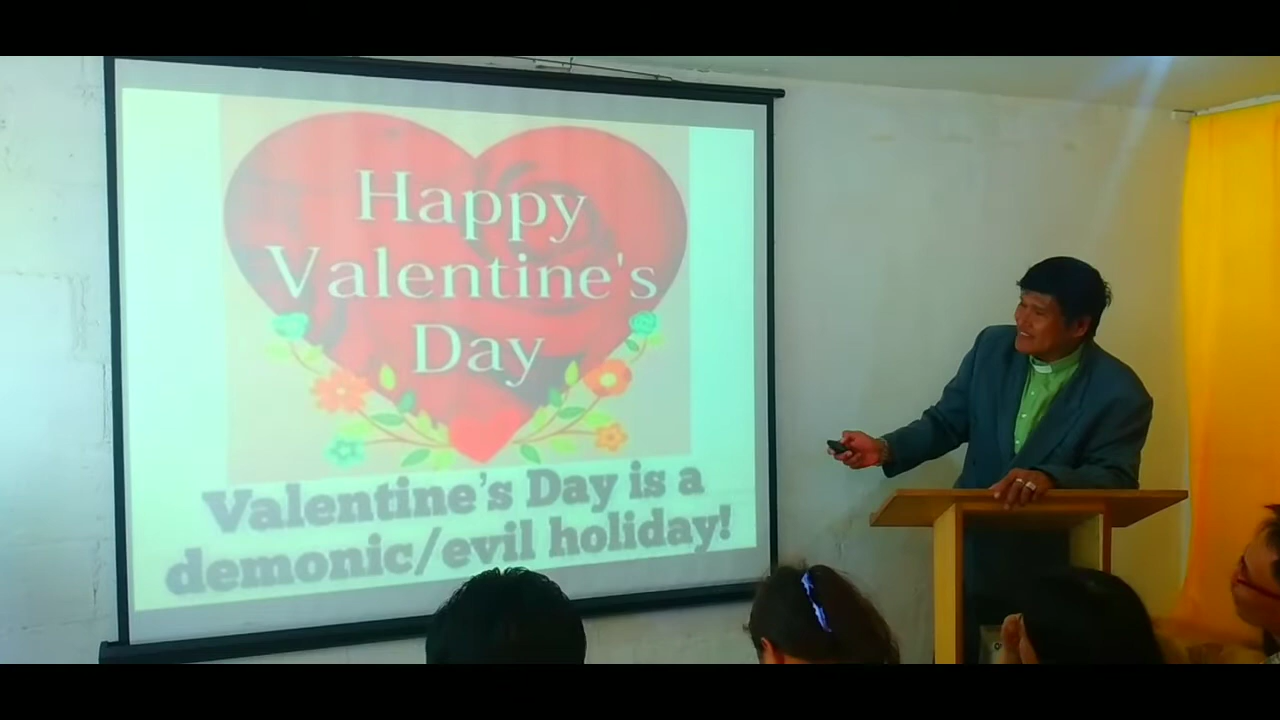 Happy
Valentine's
Day
Valentine's Day is a
demonic/evil holiday!